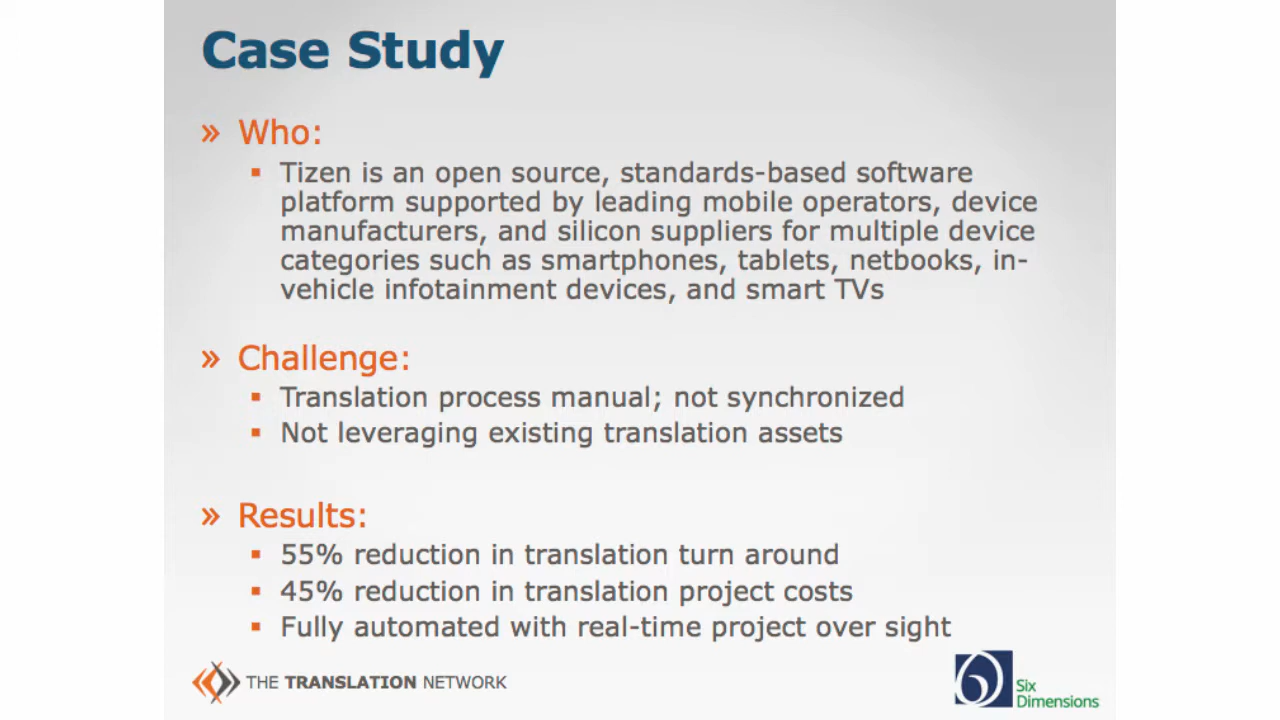 Case Study
» Who:
▪ Tizen is an open source, standards-based software
platform supported by leading mobile operators, device
manufacturers, and silicon suppliers for multiple device
categories such as smartphones, tablets, netbooks, in-
vehicle infotainment devices, and smart TVs
» Challenge:
▪ Translation process manual; not synchronized
▪ Not leveraging existing translation assets
» Results:
▪ 55% reduction in translation turn around
▪ 45% reduction in translation project costs
▪ Fully automated with real-time project over sight
THE TRANSLATION NETWORK
Six
Dimensions